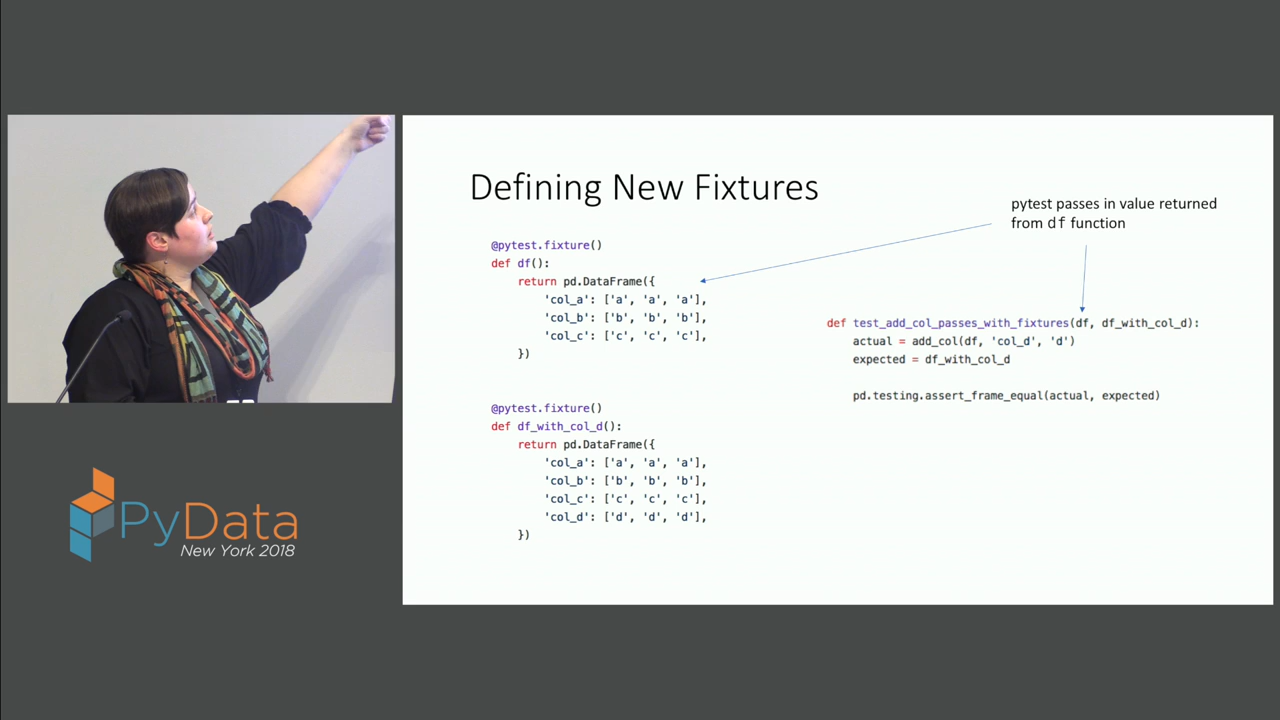 Defining New Fixtures
pytest passes in value returned
from df function
@pytest.fixture()
def df():
return pd.DataFrame({
'col_a': ['a', 'a', 'a'],
'col_b': ['b', 'b', 'b'],
'col_c': ['c', 'c', 'c'],
})
@pytest.fixture()
def df_with_col_d():
return pd.DataFrame({
'col_a': ['a', 'a', 'a'],
'col_b': ['b', 'b', 'b'],
'col_c': ['c', 'c', 'c'],
'col_d': ['d', 'd', 'd'],
})
def test_add_col_passes_with_fixtures(df, df_with_col_d):
actual = add_col(df, 'col_d', 'd')
expected = df_with_col_d
pd.testing.assert_frame_equal(actual, expected)
PyData
New York 2018